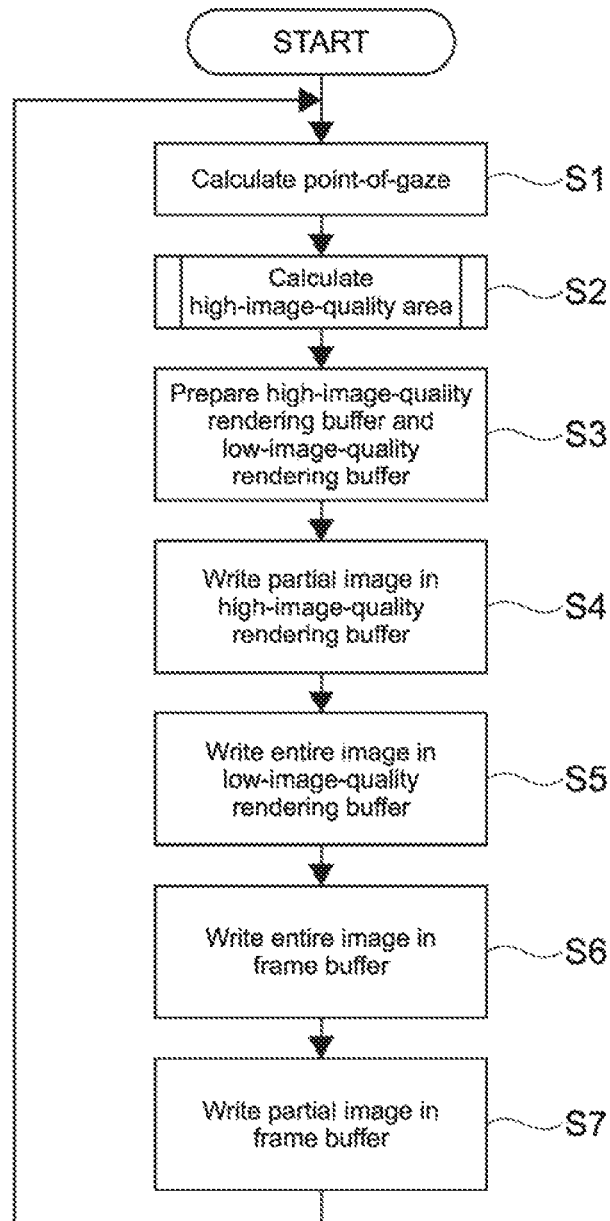 START
Calculate point-of-gaze
S1
Calculate
high-image-quality area
S2
Prepare high-image-quality
rendering buffer and
low-image-quality
rendering buffer
S3
Write partial image in
high-image-quality
rendering buffer
S4
Write entire image in
low-image-quality
rendering buffer
S5
Write entire image in
frame buffer
S6
Write partial image in
frame buffer
S7